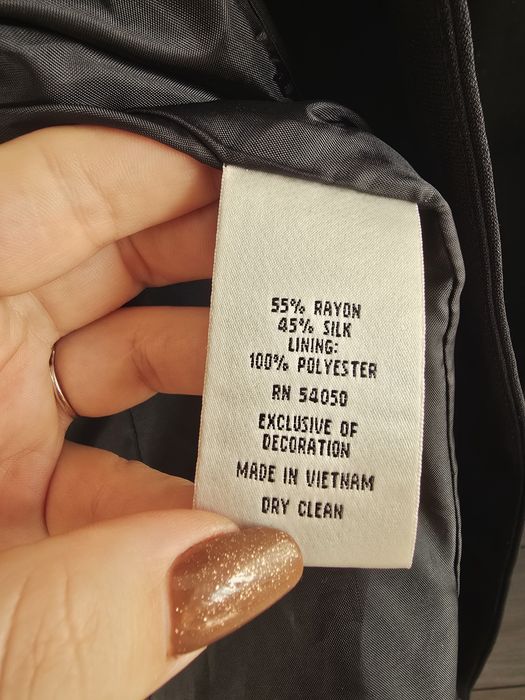 55% RAYON
45% SILK
LINING:
100% POLYESTER
RN 54050
EXCLUSIVE OF
DECORATION
MADE IN VIETNAM
DRY CLEAN